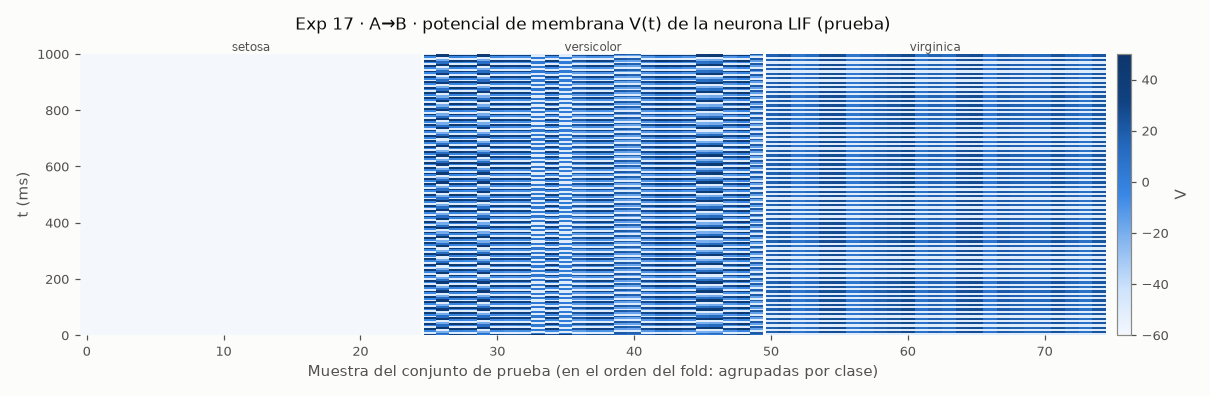 Exp 17 · A→B · potencial de membrana V(t) de la neurona LIF (prueba)
setosa versicolor virginica
1000
800
600
400
200
0
t (ms)
0 10 20 30 40 50 60 70
Muestra del conjunto de prueba (en el orden del fold: agrupadas por clase)
40
20
0
−20
−40
−60
V